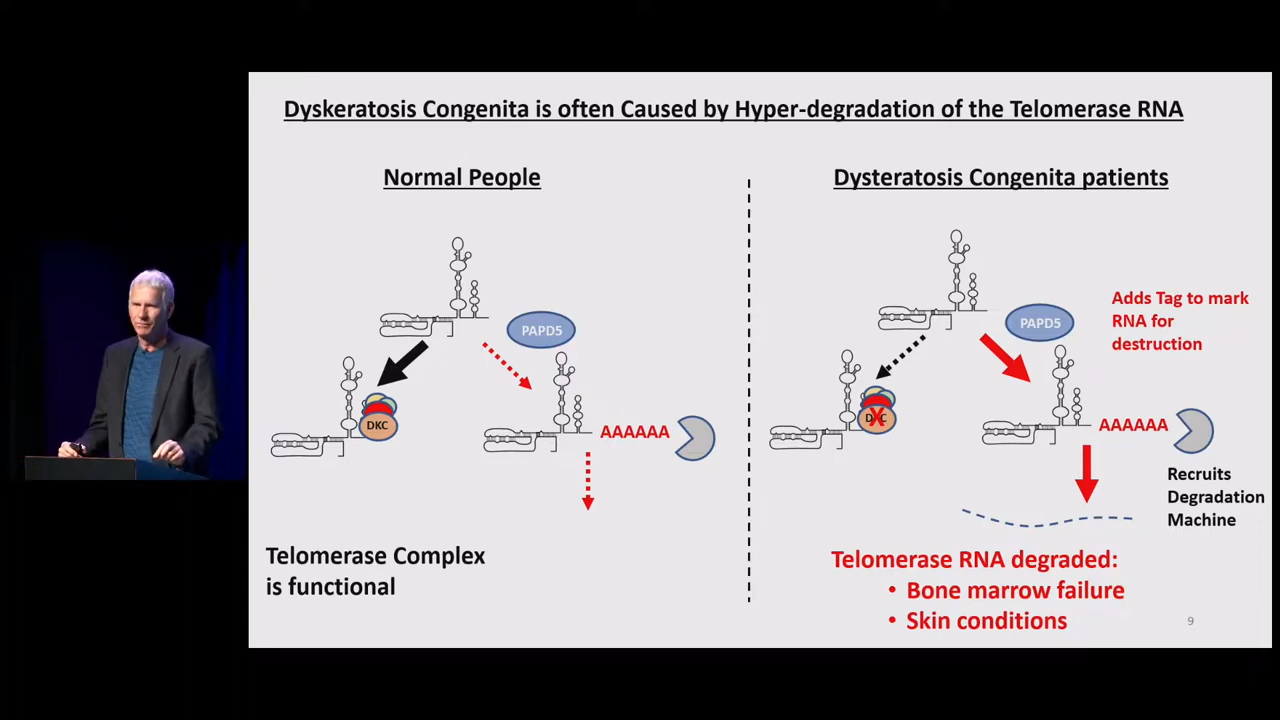 Dyskeratosis Congenita is often Caused by Hyper-degradation of the Telomerase RNA
Normal People
PAPD5
DKC
AAAAAA
Telomerase Complex
is functional
Dysteratosis Congenita patients
Adds Tag to mark
RNA for
destruction
PAPD5
DKC
X
AAAAAA
Recruits
Degradation
Machine
Telomerase RNA degraded:
• Bone marrow failure
• Skin conditions
9